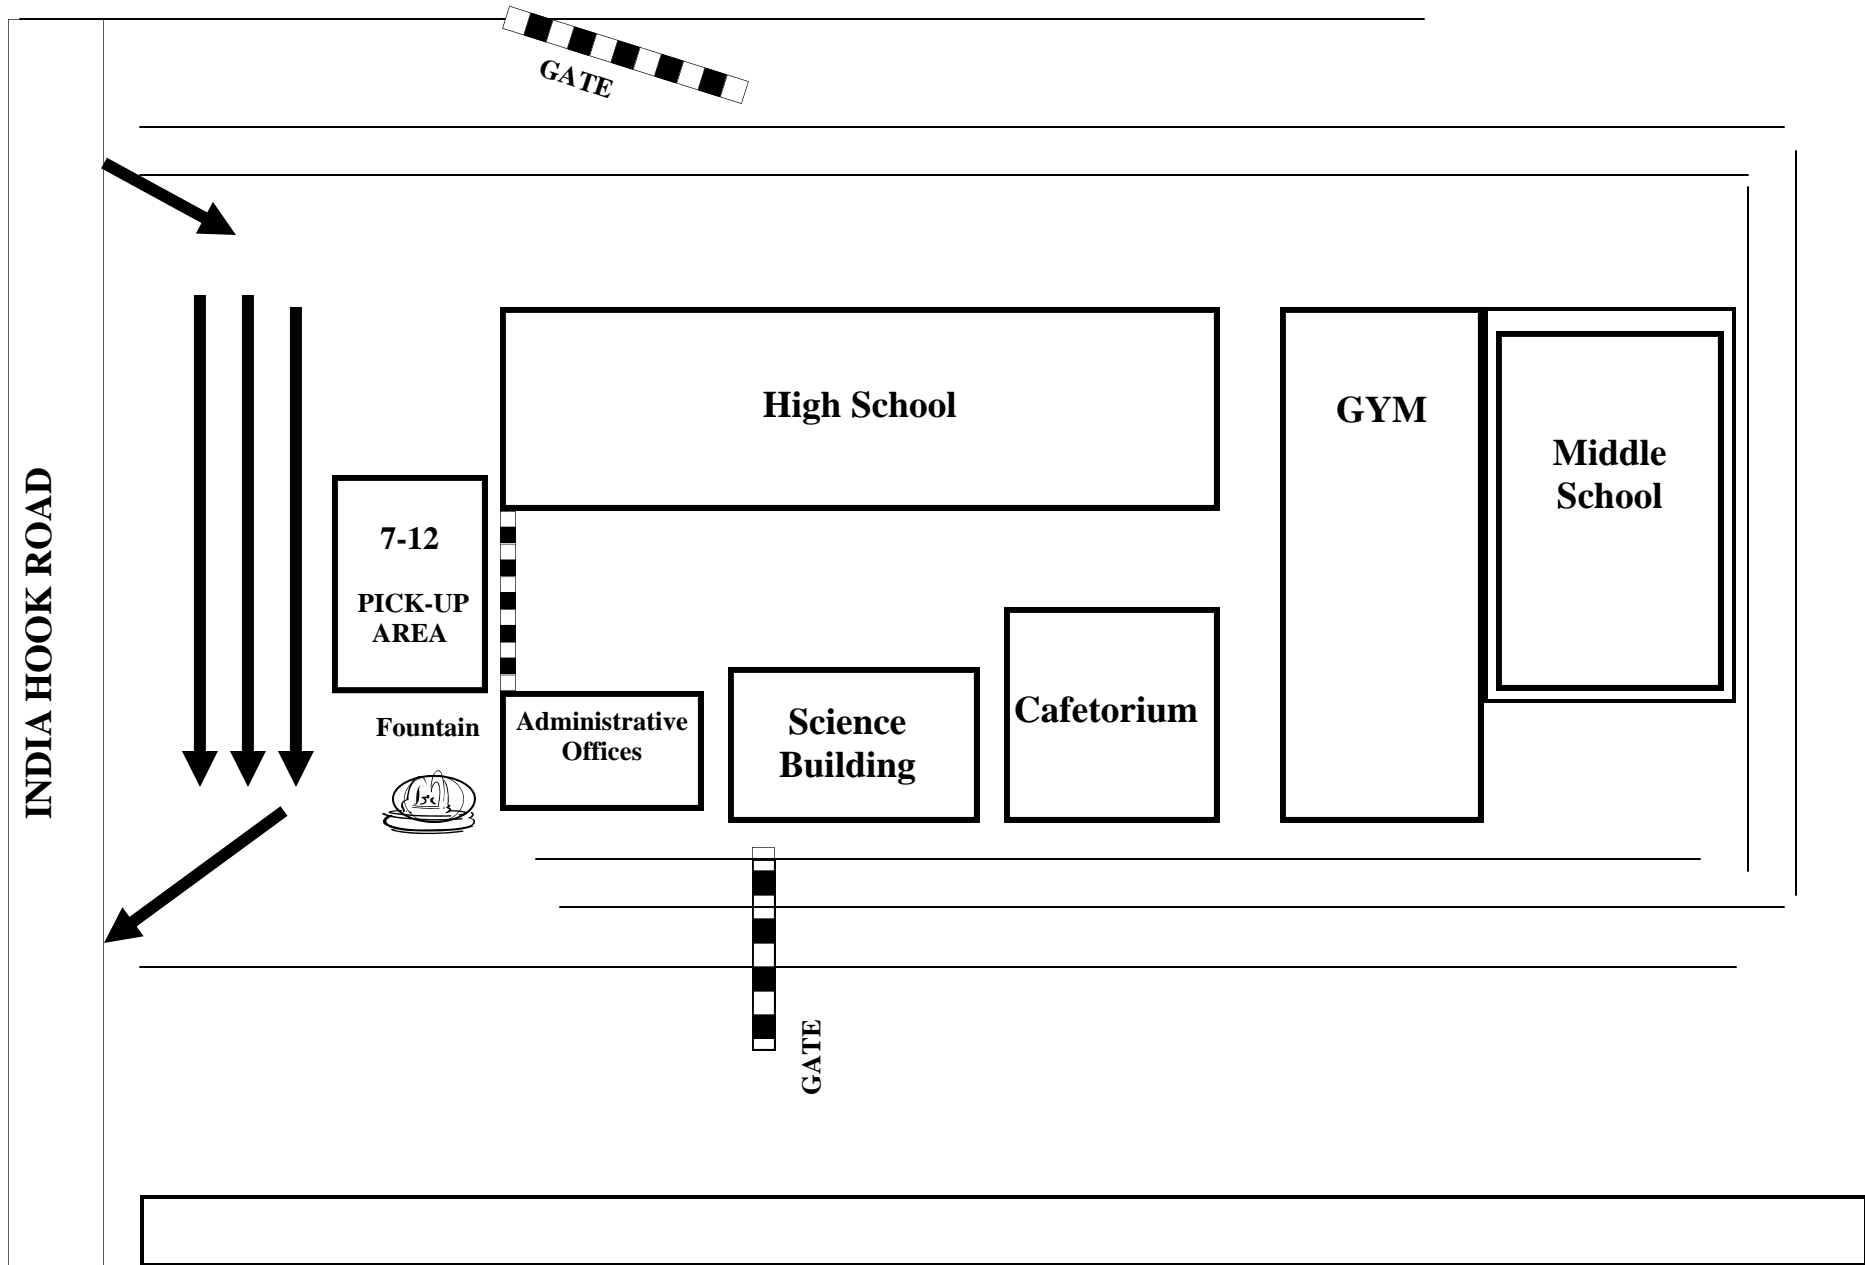 GATE
INDIA HOOK ROAD
High School
GYM
Middle
School
7-12
PICK-UP
AREA
Fountain
Administrative
Offices
Science
Building
Cafetorium
GATE